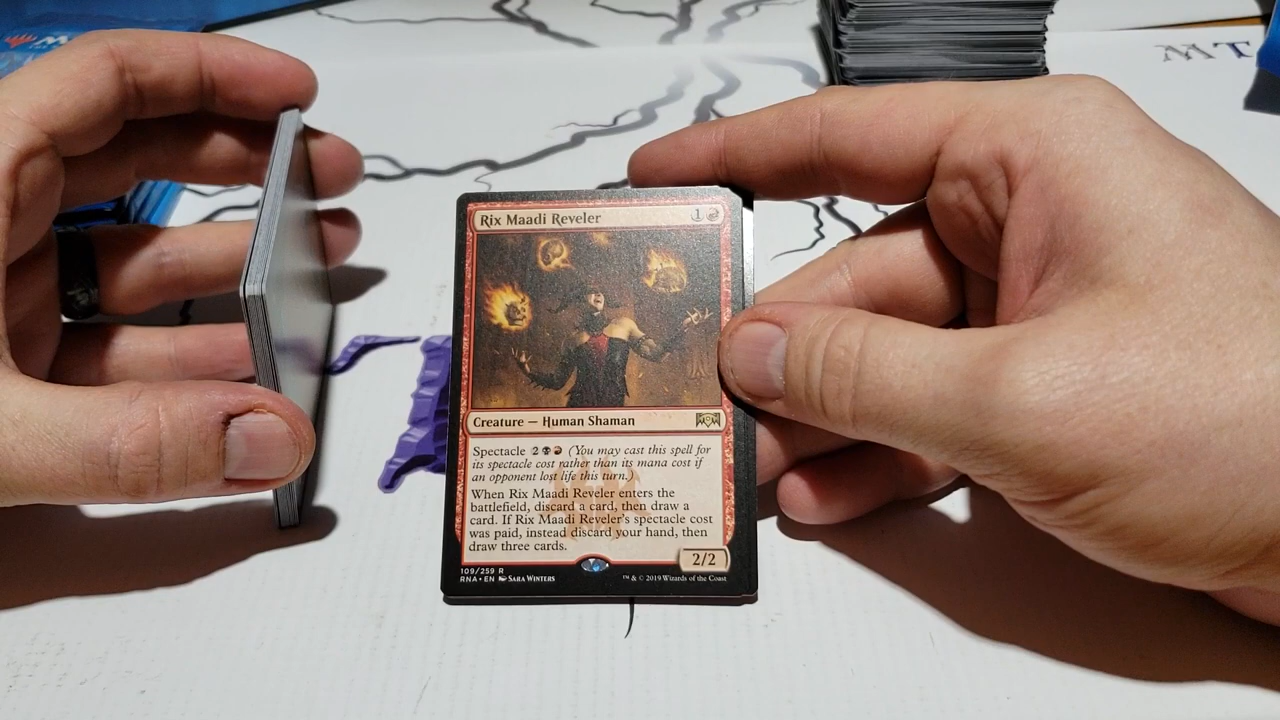 MTW
Rix Maadi Reveler 1
Creature — Human Shaman
Spectacle 2 (You may cast this spell for
its spectacle cost rather than its mana cost if
an opponent lost life this turn.)
When Rix Maadi Reveler enters the
battlefield, discard a card, then draw a
card. If Rix Maadi Reveler's spectacle cost
was paid, instead discard your hand, then
draw three cards.
2/2
109/259 R
RNA • EN Sara Winters
™ & © 2019 Wizards of the Coast